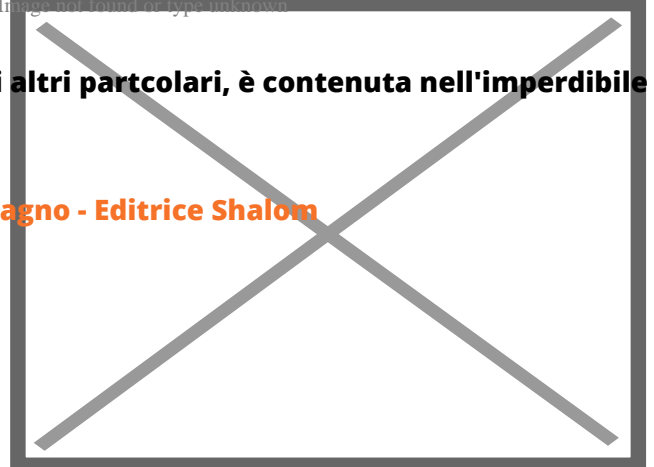 Image not found or type unknown
i altri partcolari, è contenuta nell'imperdibile
agno - Editrice Shalom